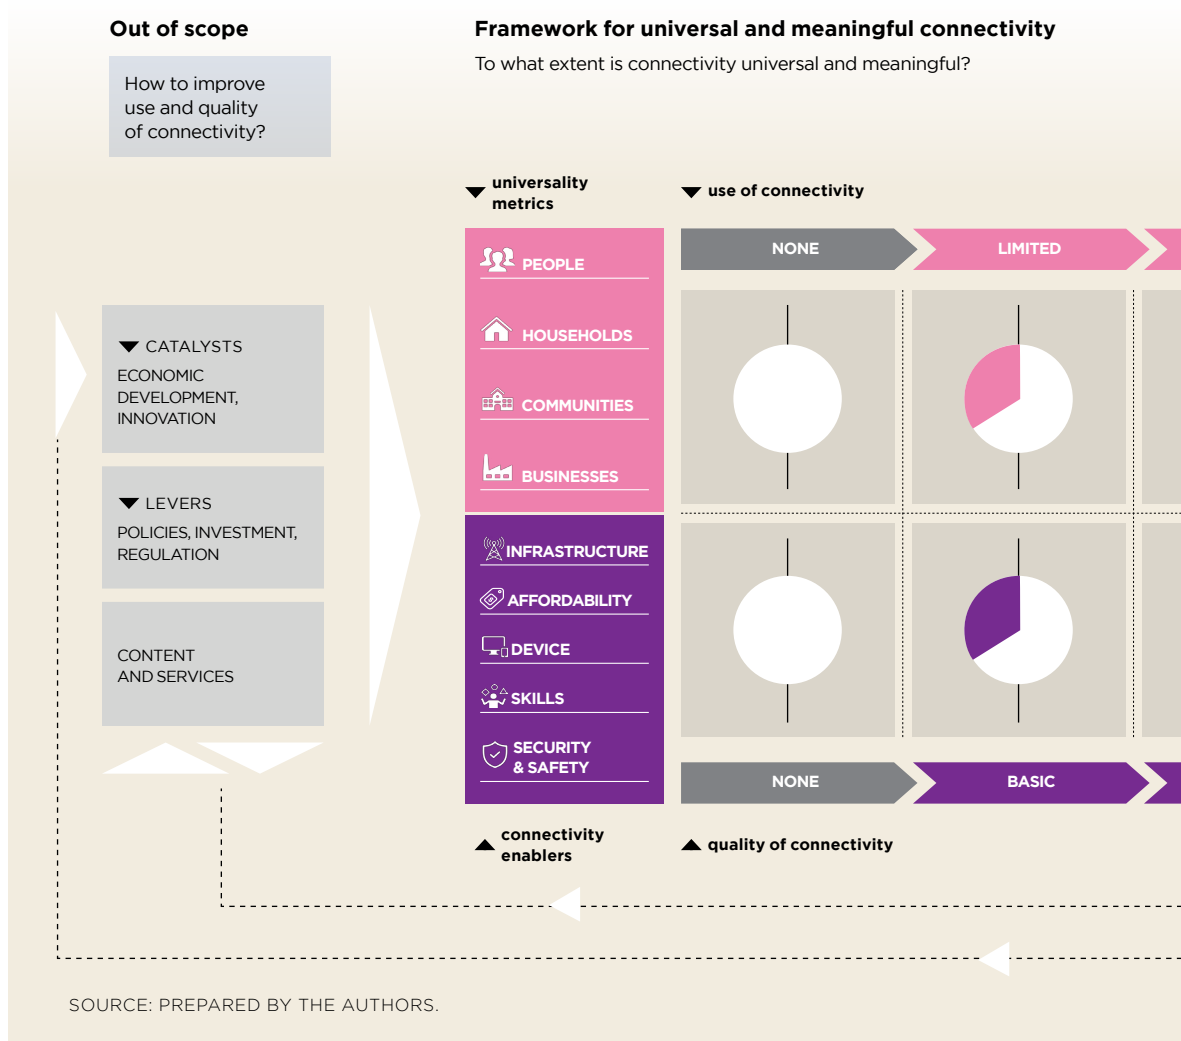 Out of scope
How to improve
use and quality
of connectivity?
Framework for universal and meaningful connectivity
To what extent is connectivity universal and meaningful?
universality
metrics
use of connectivity
PEOPLE
HOUSEHOLDS
COMMUNITIES
BUSINESSES
NONE
LIMITED
CATALYSTS
ECONOMIC
DEVELOPMENT,
INNOVATION
LEVERS
POLICIES, INVESTMENT,
REGULATION
CONTENT
AND SERVICES
INFRASTRUCTURE
AFFORDABILITY
DEVICE
SKILLS
SECURITY
& SAFETY
NONE
BASIC
connectivity
enablers
quality of connectivity
SOURCE: PREPARED BY THE AUTHORS.